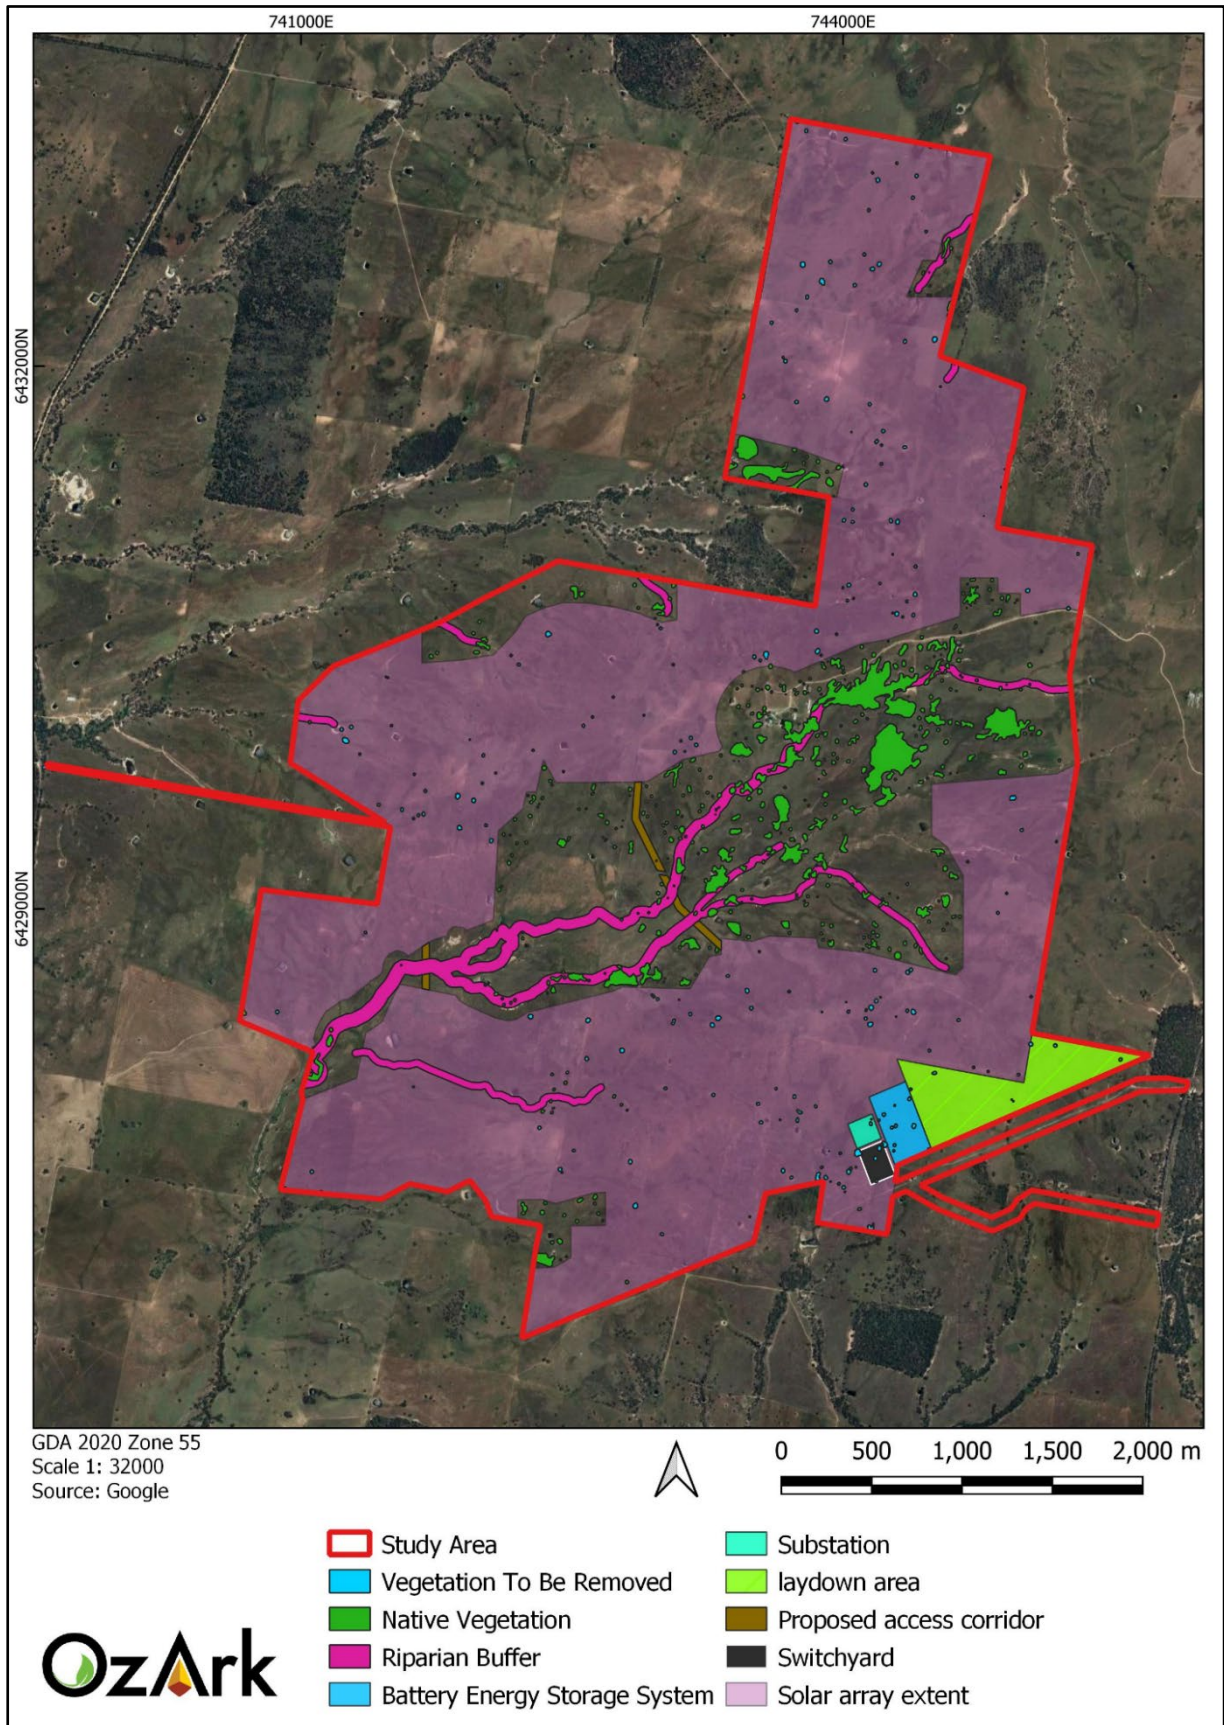 741000E
744000E
6432000N
6429000N
GDA 2020 Zone 55
Scale 1: 32000
Source: Google
0 500 1,000 1,500 2,000 m
Study Area
Vegetation To Be Removed
Native Vegetation
Riparian Buffer
Battery Energy Storage System
Substation
laydown area
Proposed access corridor
Switchyard
Solar array extent
OzArk